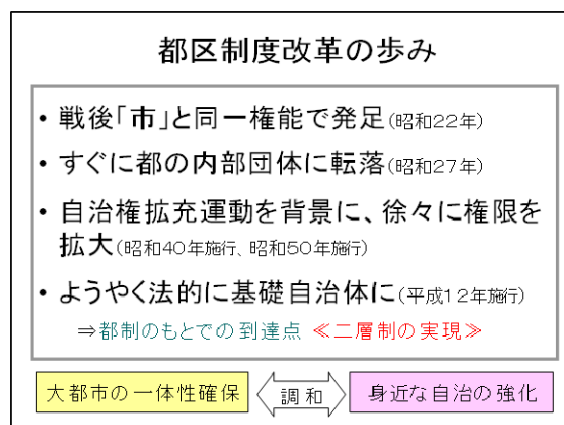 都区制度改革の歩み
• 戦後「市」と同一権能で発足(昭和22年)
• すぐに都の内部団体に転落(昭和27年)
• 自治権拡充運動を背景に、徐々に権限を
拡大(昭和40年施行、昭和50年施行)
• ようやく法的に基礎自治体に(平成12年施行)
⇒都制のもとでの到達点 ≪二層制の実現≫
大都市の一体性確保 調和 身近な自治の強化